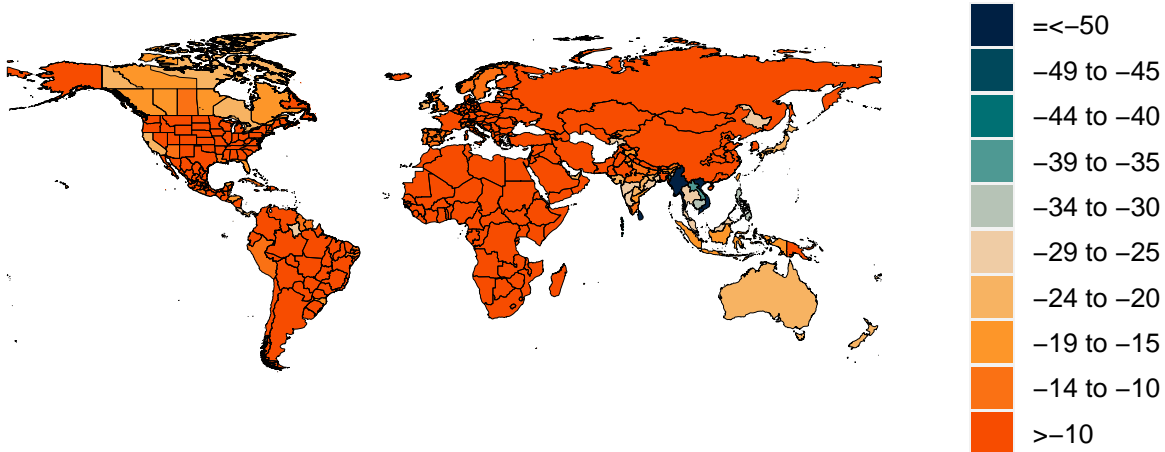 =<−50
−49 to −45
−44 to −40
−39 to −35
−34 to −30
−29 to −25
−24 to −20
−19 to −15
−14 to −10
>−10